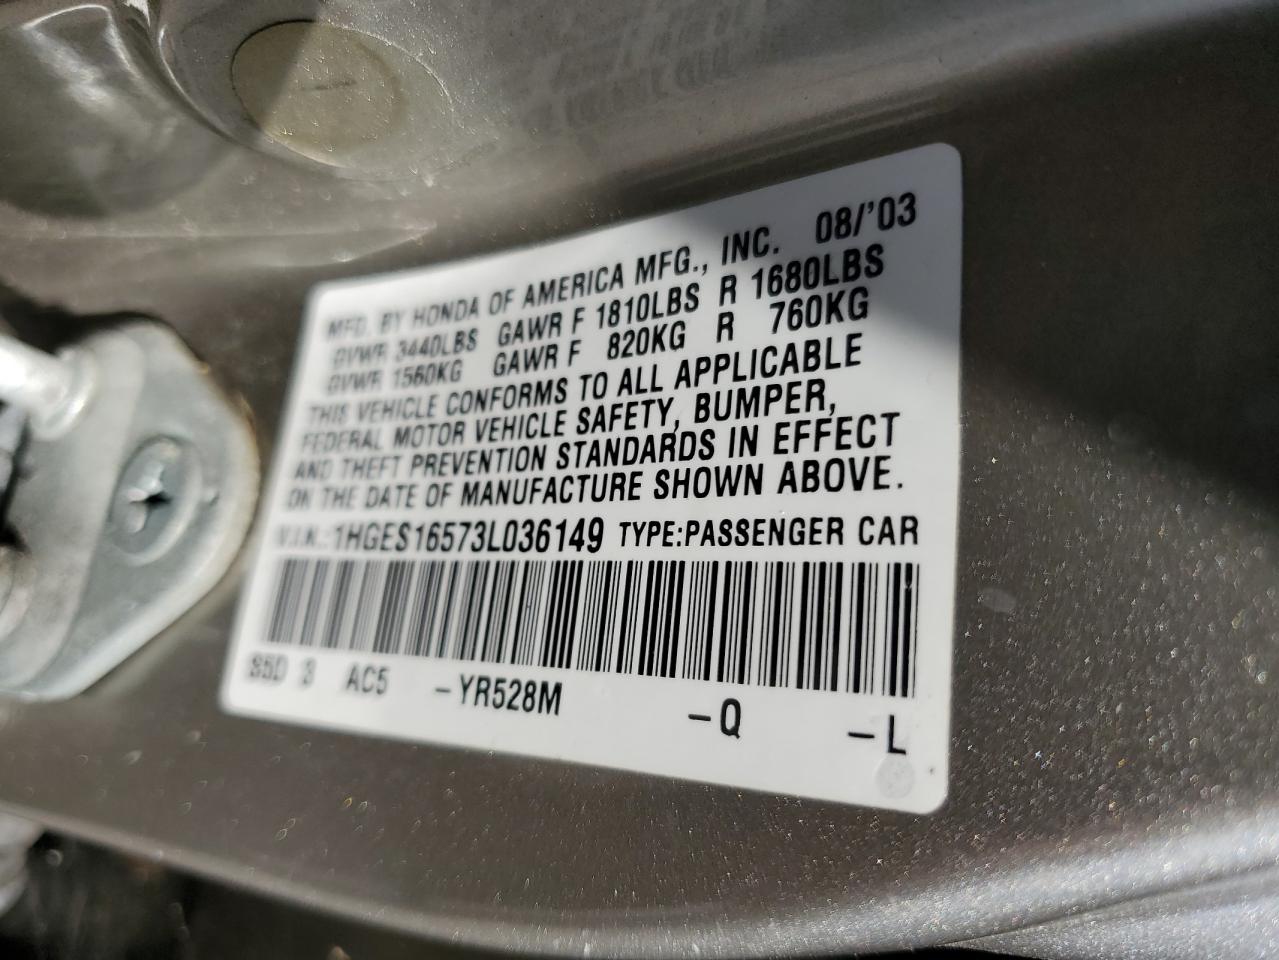 MFD. BY HONDA OF AMERICA MFG., INC. 08/'03
GVWR 3440LBS GAWR F 1810LBS R 1680LBS
GVWR 1560KG GAWR F 820KG R 760KG
THIS VEHICLE CONFORMS TO ALL APPLICABLE
FEDERAL MOTOR VEHICLE SAFETY, BUMPER,
AND THEFT PREVENTION STANDARDS IN EFFECT
ON THE DATE OF MANUFACTURE SHOWN ABOVE.
V.I.N.: 1HGES16573L036149 TYPE:PASSENGER CAR
S5D 3 AC5 -YR528M -Q -L